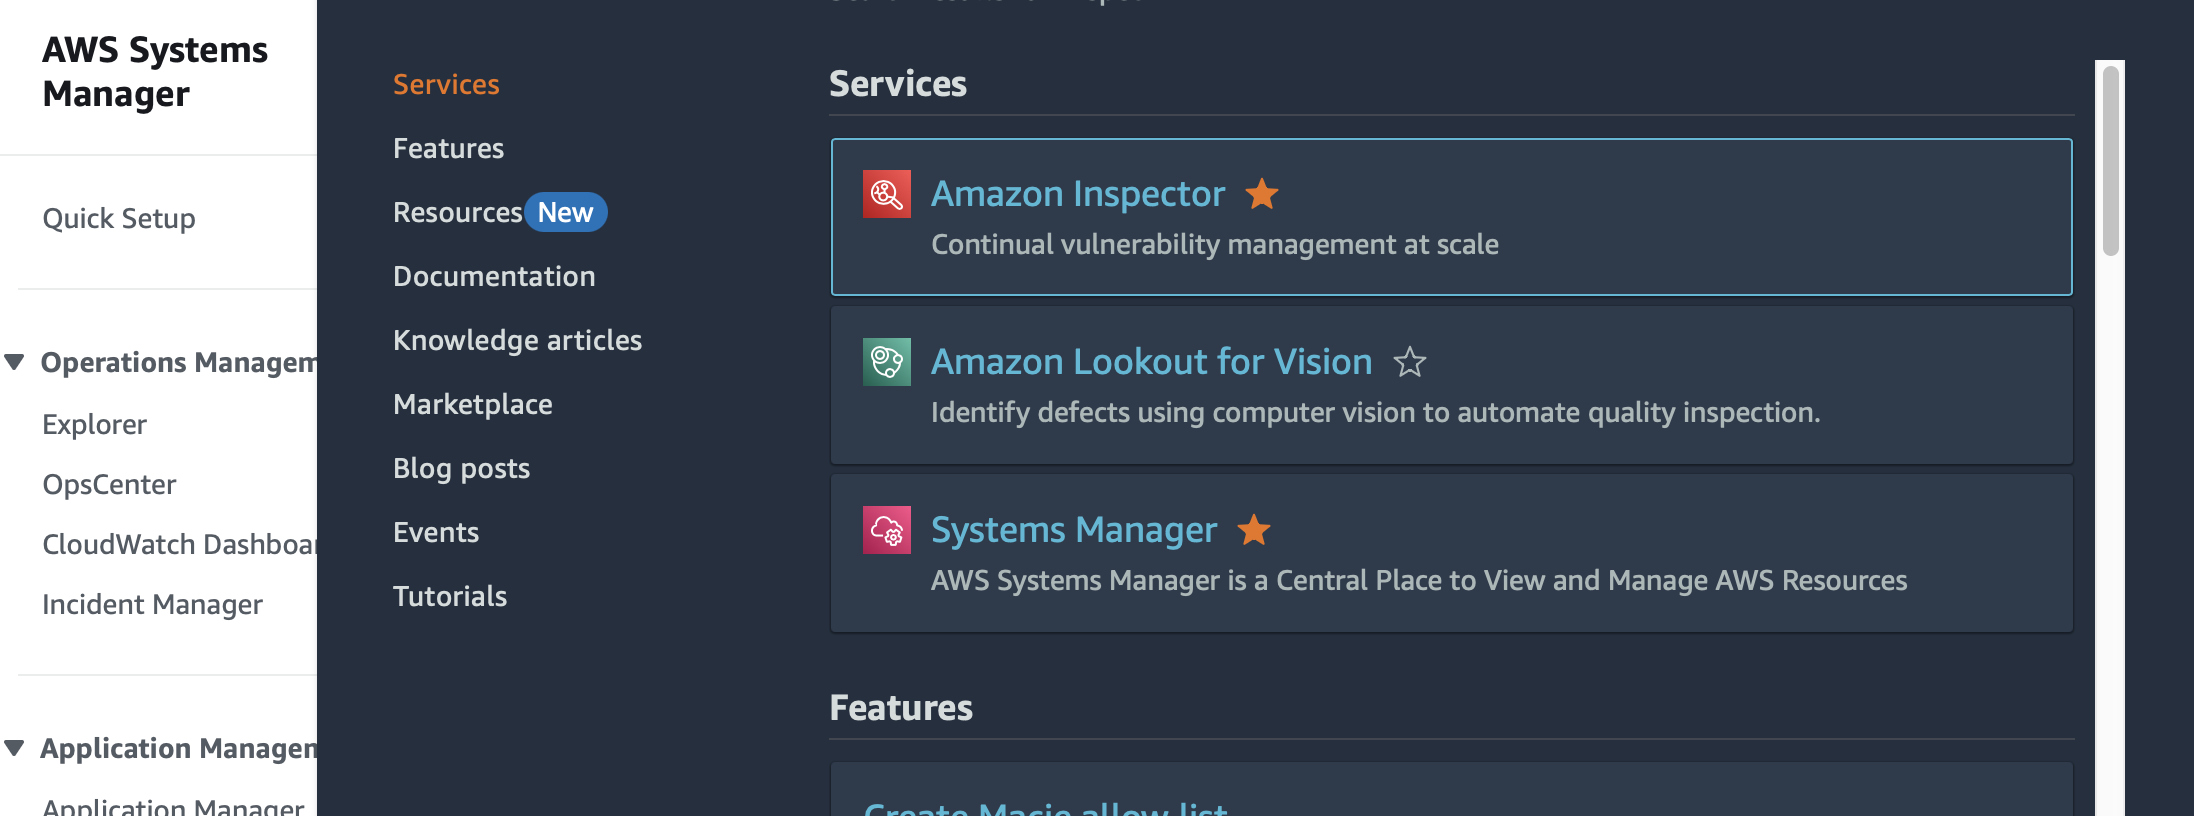 AWS Systems
Manager
Quick Setup
Operations Managem
Explorer
OpsCenter
CloudWatch Dashboar
Incident Manager
Application Managem
Application Manager
Services
Features
Resources New
Documentation
Knowledge articles
Marketplace
Blog posts
Events
Tutorials
Services
Amazon Inspector
Continual vulnerability management at scale
Amazon Lookout for Vision
Identify defects using computer vision to automate quality inspection.
Systems Manager
AWS Systems Manager is a Central Place to View and Manage AWS Resources
Features
Create Macie allow list